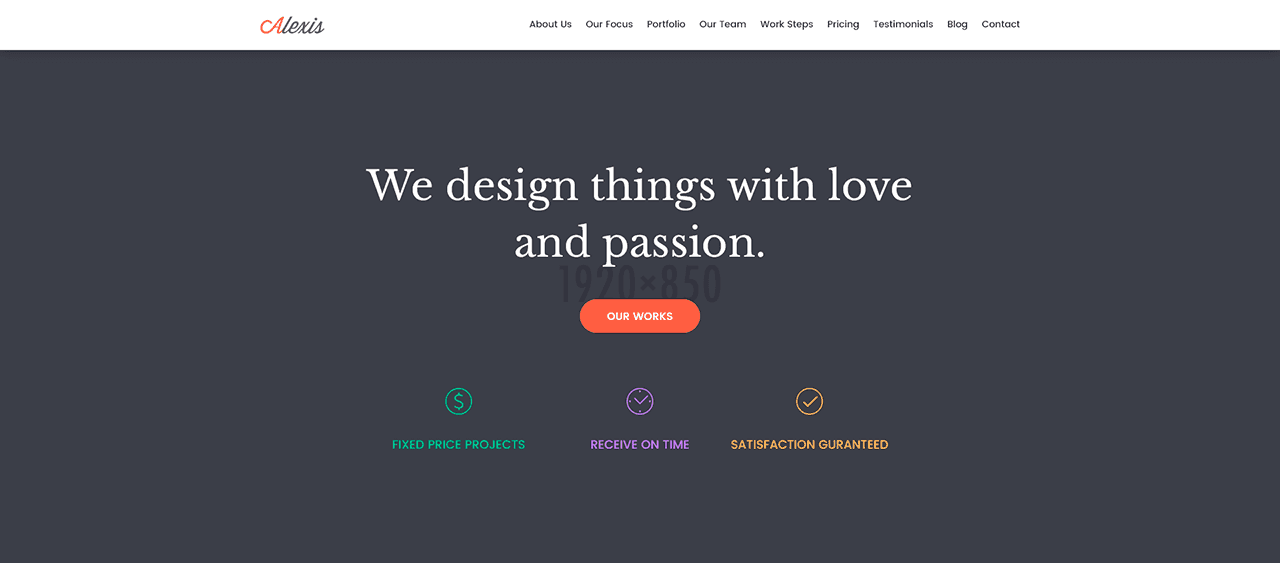 Alexis
About Us Our Focus Portfolio Our Team Work Steps Pricing Testimonials Blog Contact
We design things with love
and passion.
1920×850
OUR WORKS
FIXED PRICE PROJECTS RECEIVE ON TIME SATISFACTION GURANTEED